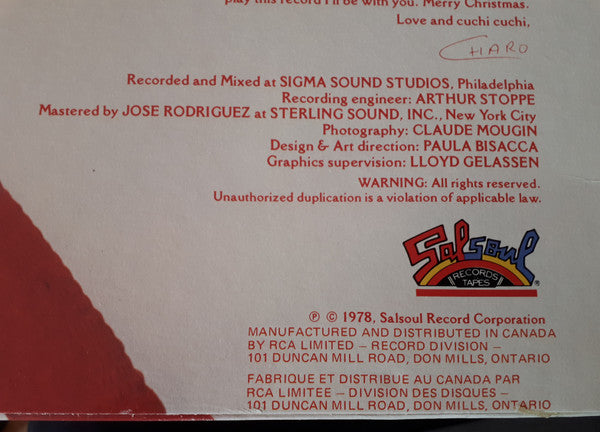 play this record I'll be with you. Merry Christmas.
Love and cuchi cuchi,
CHARO
Recorded and Mixed at SIGMA SOUND STUDIOS, Philadelphia
Recording engineer: ARTHUR STOPPE
Mastered by JOSE RODRIGUEZ at STERLING SOUND, INC., New York City
Photography: CLAUDE MOUGIN
Design & Art direction: PAULA BISACCA
Graphics supervision: LLOYD GELASSEN
WARNING: All rights reserved.
Unauthorized duplication is a violation of applicable law.
Salsoul
RECORDS
TAPES
®
℗ © 1978, Salsoul Record Corporation
MANUFACTURED AND DISTRIBUTED IN CANADA
BY RCA LIMITED – RECORD DIVISION –
101 DUNCAN MILL ROAD, DON MILLS, ONTARIO
FABRIQUE ET DISTRIBUE AU CANADA PAR
RCA LIMITEE – DIVISION DES DISQUES –
101 DUNCAN MILL ROAD, DON MILLS, ONTARIO